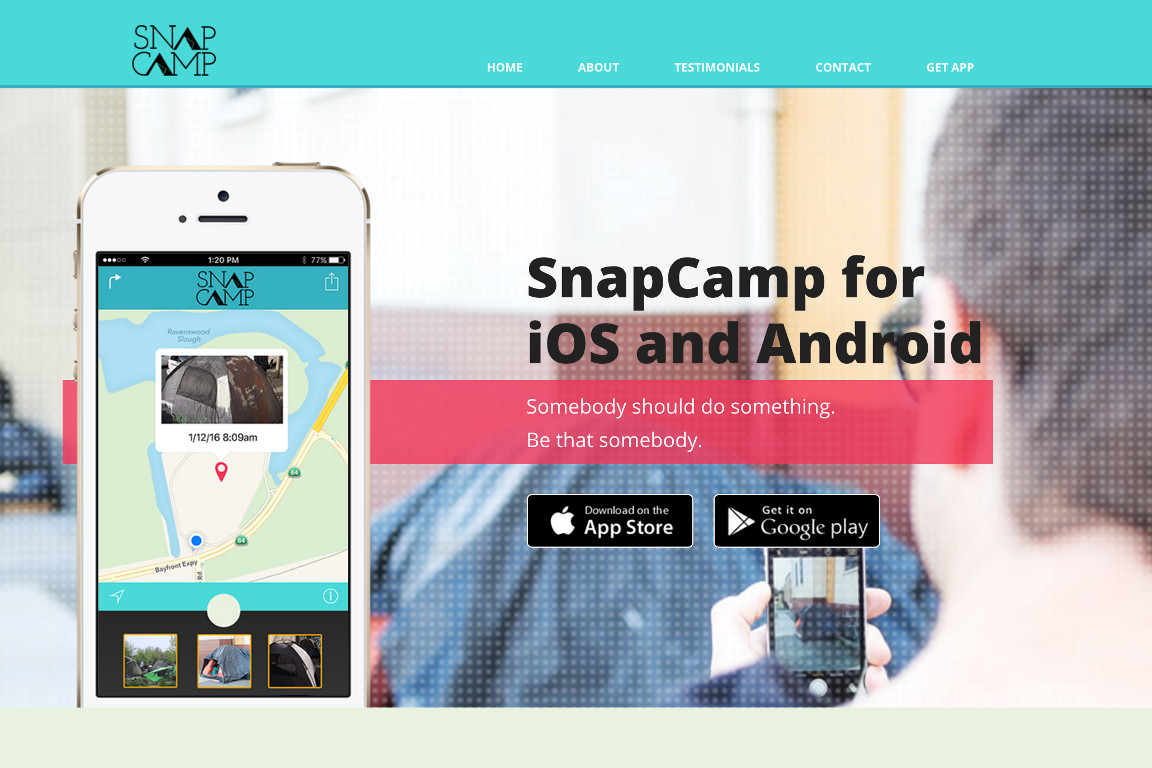 SNAP
CAMP
HOME
ABOUT
TESTIMONIALS
CONTACT
GET APP
1:20 PM
77%
SNAP
CAMP
Ravenswood
Slough
1/12/16 8:09am
84
84
Bayfront Expy
Rd
SnapCamp for
iOS and Android
Somebody should do something.
Be that somebody.
Download on the
App Store
Get it on
Google play